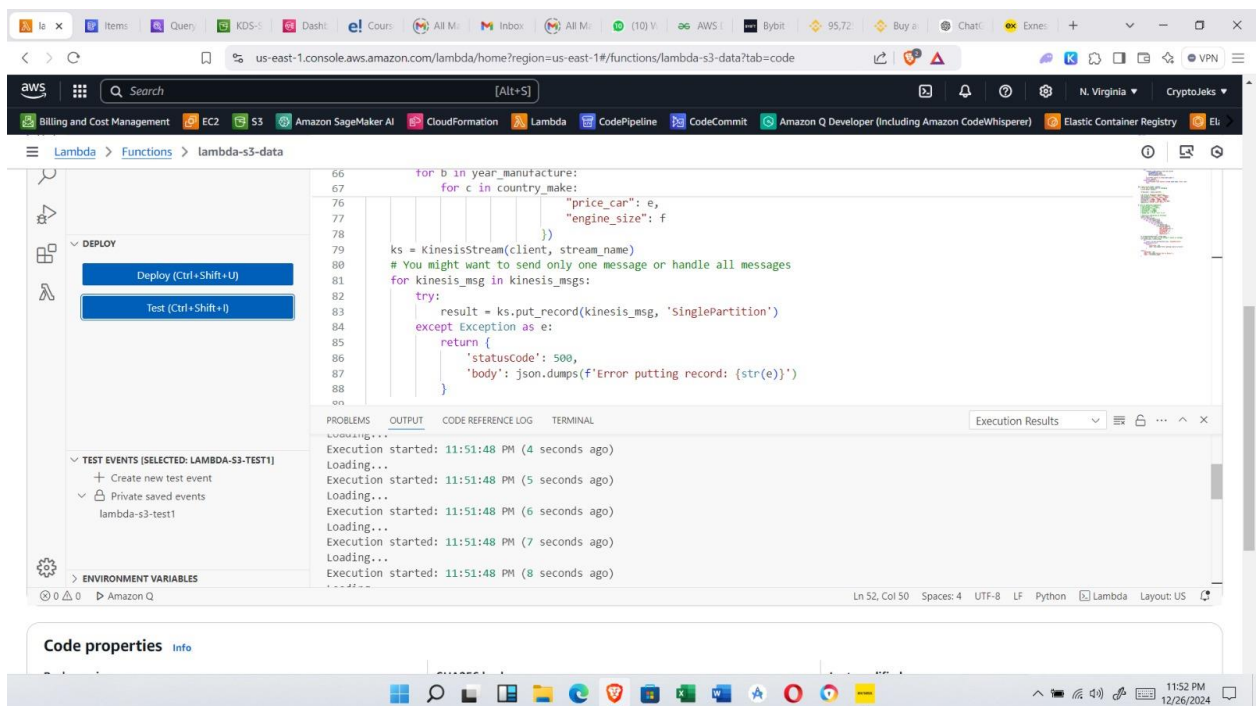 la
Items
Query
KDS-S
Dashb
Cours
All Ma
Inbox
All Ma
(10) W
AWS L
Bybit
95,72
Buy a
ChatG
Exnes
us-east-1.console.aws.amazon.com/lambda/home?region=us-east-1#/functions/lambda-s3-data?tab=code
VPN
aws
Search
[Alt+S]
N. Virginia
CryptoJeks
Billing and Cost Management
EC2
S3
Amazon SageMaker AI
CloudFormation
Lambda
CodePipeline
CodeCommit
Amazon Q Developer (Including Amazon CodeWhisperer)
Elastic Container Registry
Lambda > Functions > lambda-s3-data
66 for b in year_manufacture:
67 for c in country_make:
76 "price_car": e,
77 "engine_size": f
78 })
79 ks = KinesisStream(client, stream_name)
80 # You might want to send only one message or handle all messages
81 for kinesis_msg in kinesis_msgs:
82 try:
83 result = ks.put_record(kinesis_msg, 'SinglePartition')
84 except Exception as e:
85 return {
86 'statusCode': 500,
87 'body': json.dumps(f'Error putting record: {str(e)}')
88 }
DEPLOY
Deploy (Ctrl+Shift+U)
Test (Ctrl+Shift+I)
PROBLEMS OUTPUT CODE REFERENCE LOG TERMINAL
Execution Results
Loading...
Execution started: 11:51:48 PM (4 seconds ago)
Loading...
Execution started: 11:51:48 PM (5 seconds ago)
Loading...
Execution started: 11:51:48 PM (6 seconds ago)
Loading...
Execution started: 11:51:48 PM (7 seconds ago)
Loading...
Execution started: 11:51:48 PM (8 seconds ago)
TEST EVENTS [SELECTED: LAMBDA-S3-TEST1]
+ Create new test event
Private saved events
lambda-s3-test1
ENVIRONMENT VARIABLES
0 0 Amazon Q
Ln 52, Col 50 Spaces: 4 UTF-8 LF Python Lambda Layout: US
Code properties Info
11:52 PM
12/26/2024